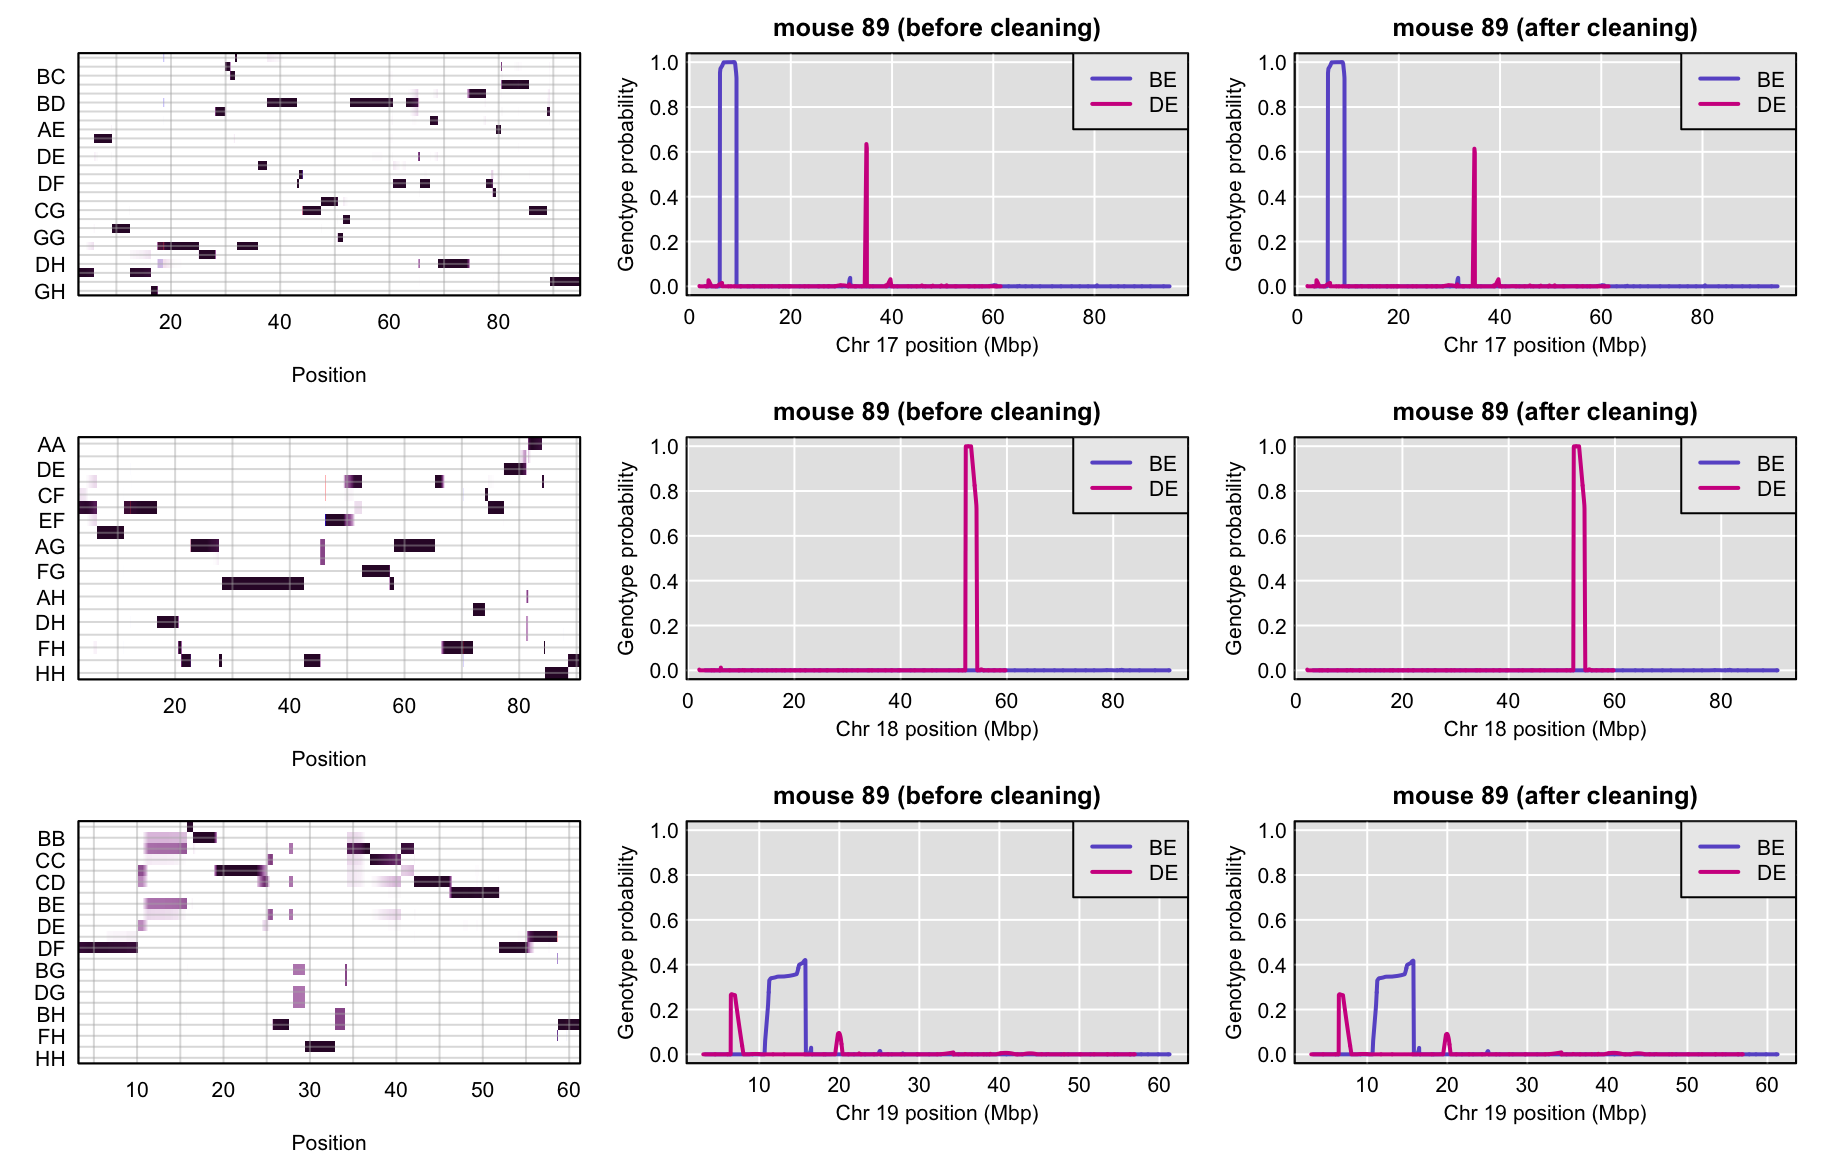 mouse 89 (before cleaning)
mouse 89 (after cleaning)
BC
BD
AE
DE
DF
CG
GG
DH
GH
20 40 60 80
Position
Genotype probability
1.0
0.8
0.6
0.4
0.2
0.0
BE
DE
0 20 40 60 80
Chr 17 position (Mbp)
Genotype probability
1.0
0.8
0.6
0.4
0.2
0.0
BE
DE
0 20 40 60 80
Chr 17 position (Mbp)
mouse 89 (before cleaning)
mouse 89 (after cleaning)
AA
DE
CF
EF
AG
FG
AH
DH
FH
HH
20 40 60 80
Position
Genotype probability
1.0
0.8
0.6
0.4
0.2
0.0
BE
DE
0 20 40 60 80
Chr 18 position (Mbp)
Genotype probability
1.0
0.8
0.6
0.4
0.2
0.0
BE
DE
0 20 40 60 80
Chr 18 position (Mbp)
mouse 89 (before cleaning)
mouse 89 (after cleaning)
BB
CC
CD
BE
DE
DF
BG
DG
BH
FH
HH
10 20 30 40 50 60
Position
Genotype probability
1.0
0.8
0.6
0.4
0.2
0.0
BE
DE
10 20 30 40 50 60
Chr 19 position (Mbp)
Genotype probability
1.0
0.8
0.6
0.4
0.2
0.0
BE
DE
10 20 30 40 50 60
Chr 19 position (Mbp)